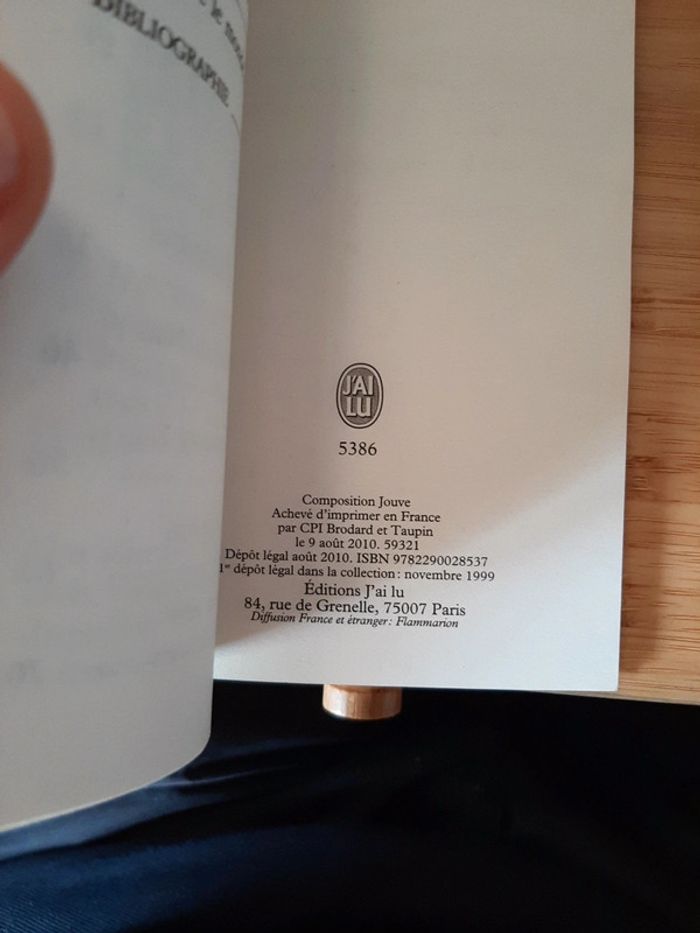 le
BIBLIOGRAPHIE
J'AI
LU
5386
Composition Jouve
Achevé d'imprimer en France
par CPI Brodard et Taupin
le 9 août 2010. 59321
Dépôt légal août 2010. ISBN 9782290028537
1er dépôt légal dans la collection : novembre 1999
Éditions J'ai lu
84, rue de Grenelle, 75007 Paris
Diffusion France et étranger : Flammarion